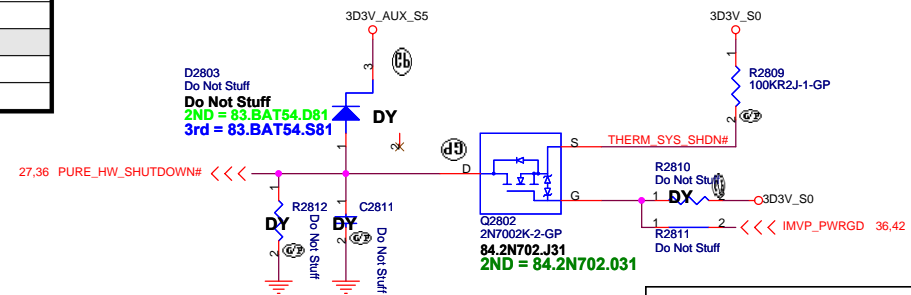 3D3V_AUX_S5
3D3V_S0
3
D2803
Do Not Stuff
Do Not Stuff
2ND = 83.BAT54.D81
3rd = 83.BAT54.S81
DY
1
2
1
R2809
100KR2J-1-GP
2
G/P
THERM_SYS_SHDN#
27,36 PURE_HW_SHUTDOWN#
D
S
G
Q2802
2N7002K-2-GP
84.2N702.J31
2ND = 84.2N702.031
R2810
Do Not Stuff
1
DY
2
3D3V_S0
1
2
R2811
Do Not Stuff
IMVP_PWRGD 36,42
1
R2812
DY
Do Not Stuff
2
G/P
1
C2811
DY
Do Not Stuff
2
G/P